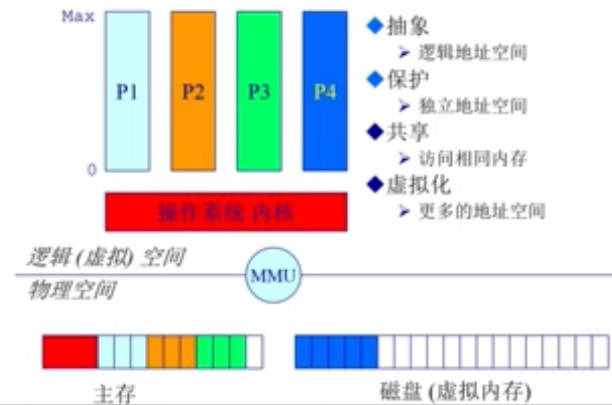 Max
P1
P2
P3
P4
0
操作系统 内核
◆抽象
➢ 逻辑地址空间
◆保护
➢ 独立地址空间
◆共享
➢ 访问相同内存
◆虚拟化
➢ 更多的地址空间
逻辑 (虚拟) 空间
MMU
物理空间
主存
磁盘 (虚拟内存)